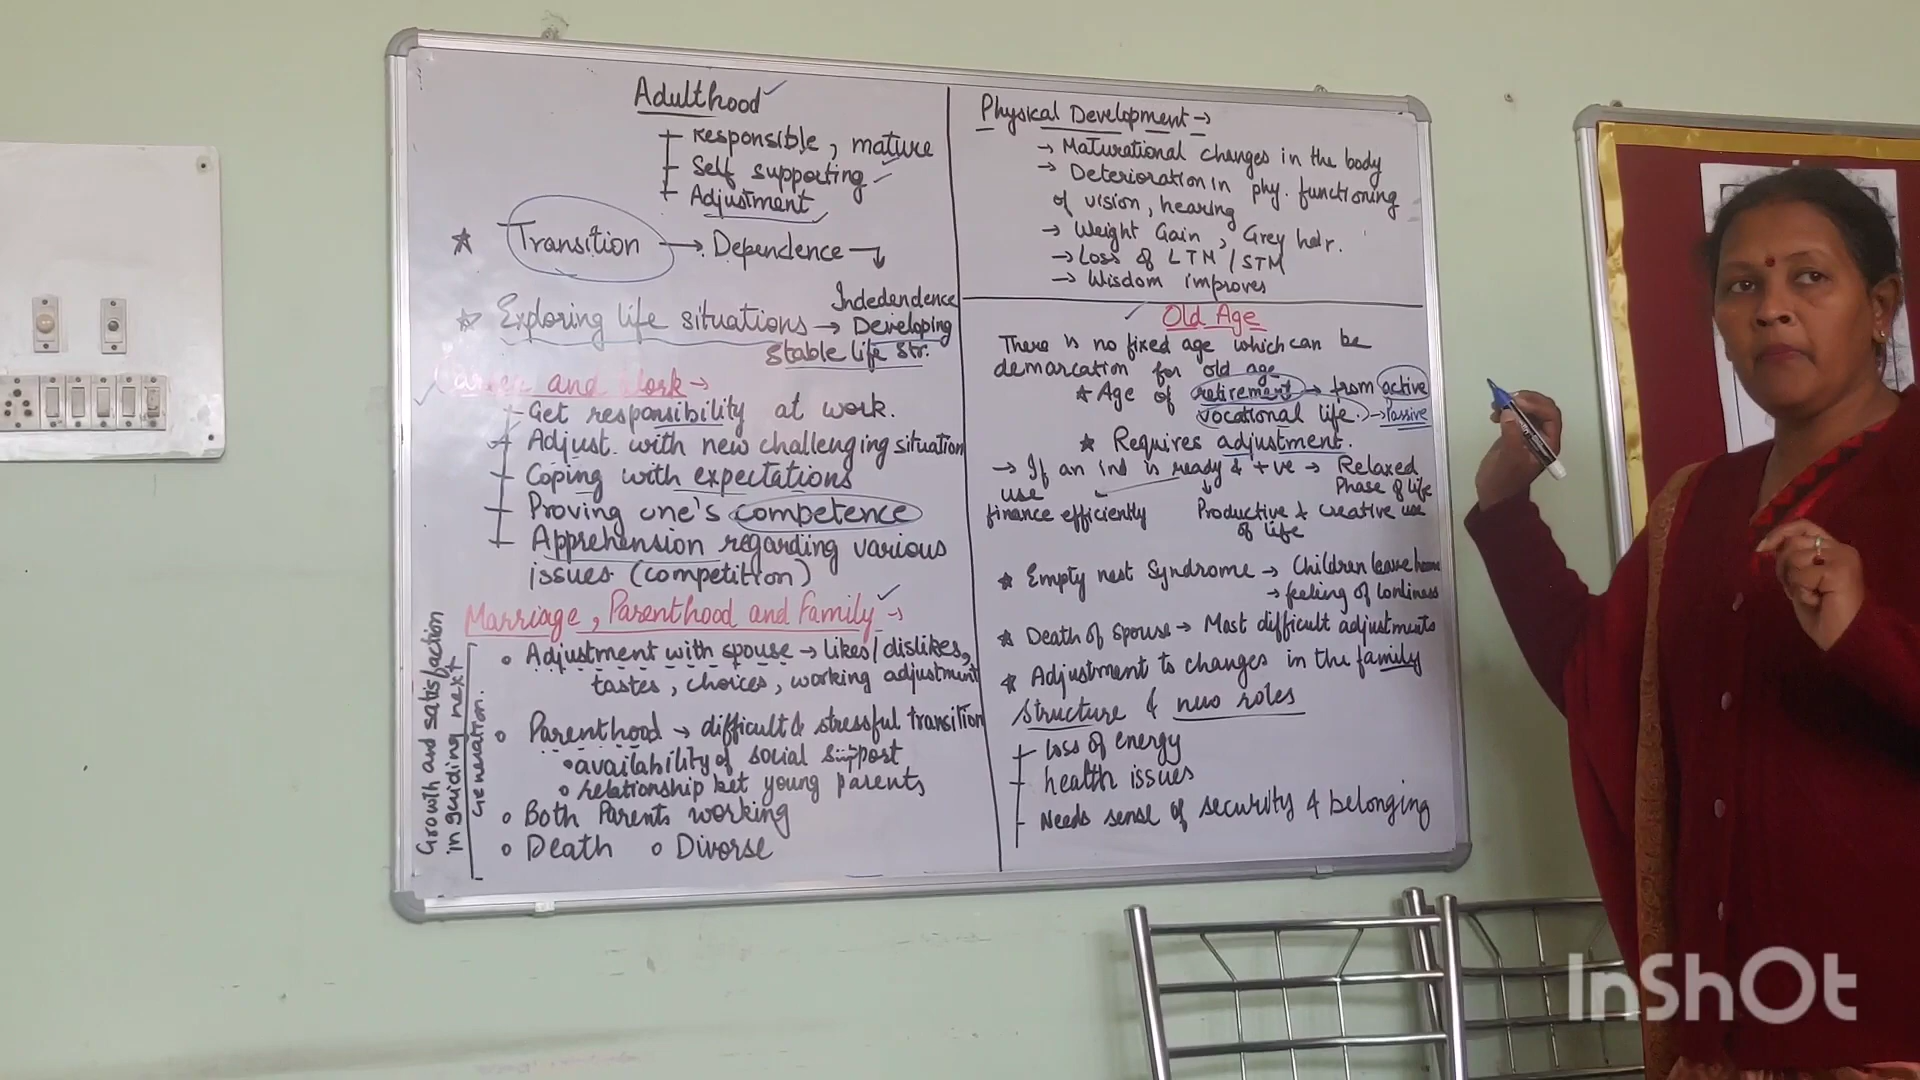 Adulthood
Responsible, mature
Self supporting
Adjustment
Transition → Dependence →
Indedendence
Exploring life situations → Developing
Stable life str.
Career and Work →
Get responsibility at work.
Adjust. with new challenging situation
Coping with expectations
Proving one's competence
Apprehension regarding various
issues (competition)
Marriage, Parenthood and Family →
Adjustment with spouse → likes/dislikes,
tastes, choices, working adjustment
Parenthood → difficult & stressful transition
• availability of social support
• relationship bet young parents
Both Parents working
Death • Divorse
Growth and satisfaction
in guiding next
Generation.
Physical Development →
→ Maturational changes in the body
→ Deterioration in phy. functioning
of vision, hearing
→ Weight Gain, Grey hair.
→ Loss of LTM/STM
→ Wisdom improves
Old Age
There is no fixed age which can be
demarcation for old age
★ Age of retirement → from active
vocational life. → Passive
★ Requires adjustment.
→ If an ind is ready & +ve → Relaxed
Phase of life
use
finance efficiently
Productive & creative use
of life
★ Empty nest Syndrome → Children leave home
→ feeling of lonliness
★ Death of spouse → Most difficult adjustments
★ Adjustment to changes in the family
structure & new roles
loss of energy
health issues
Needs sense of security & belonging
InShOt